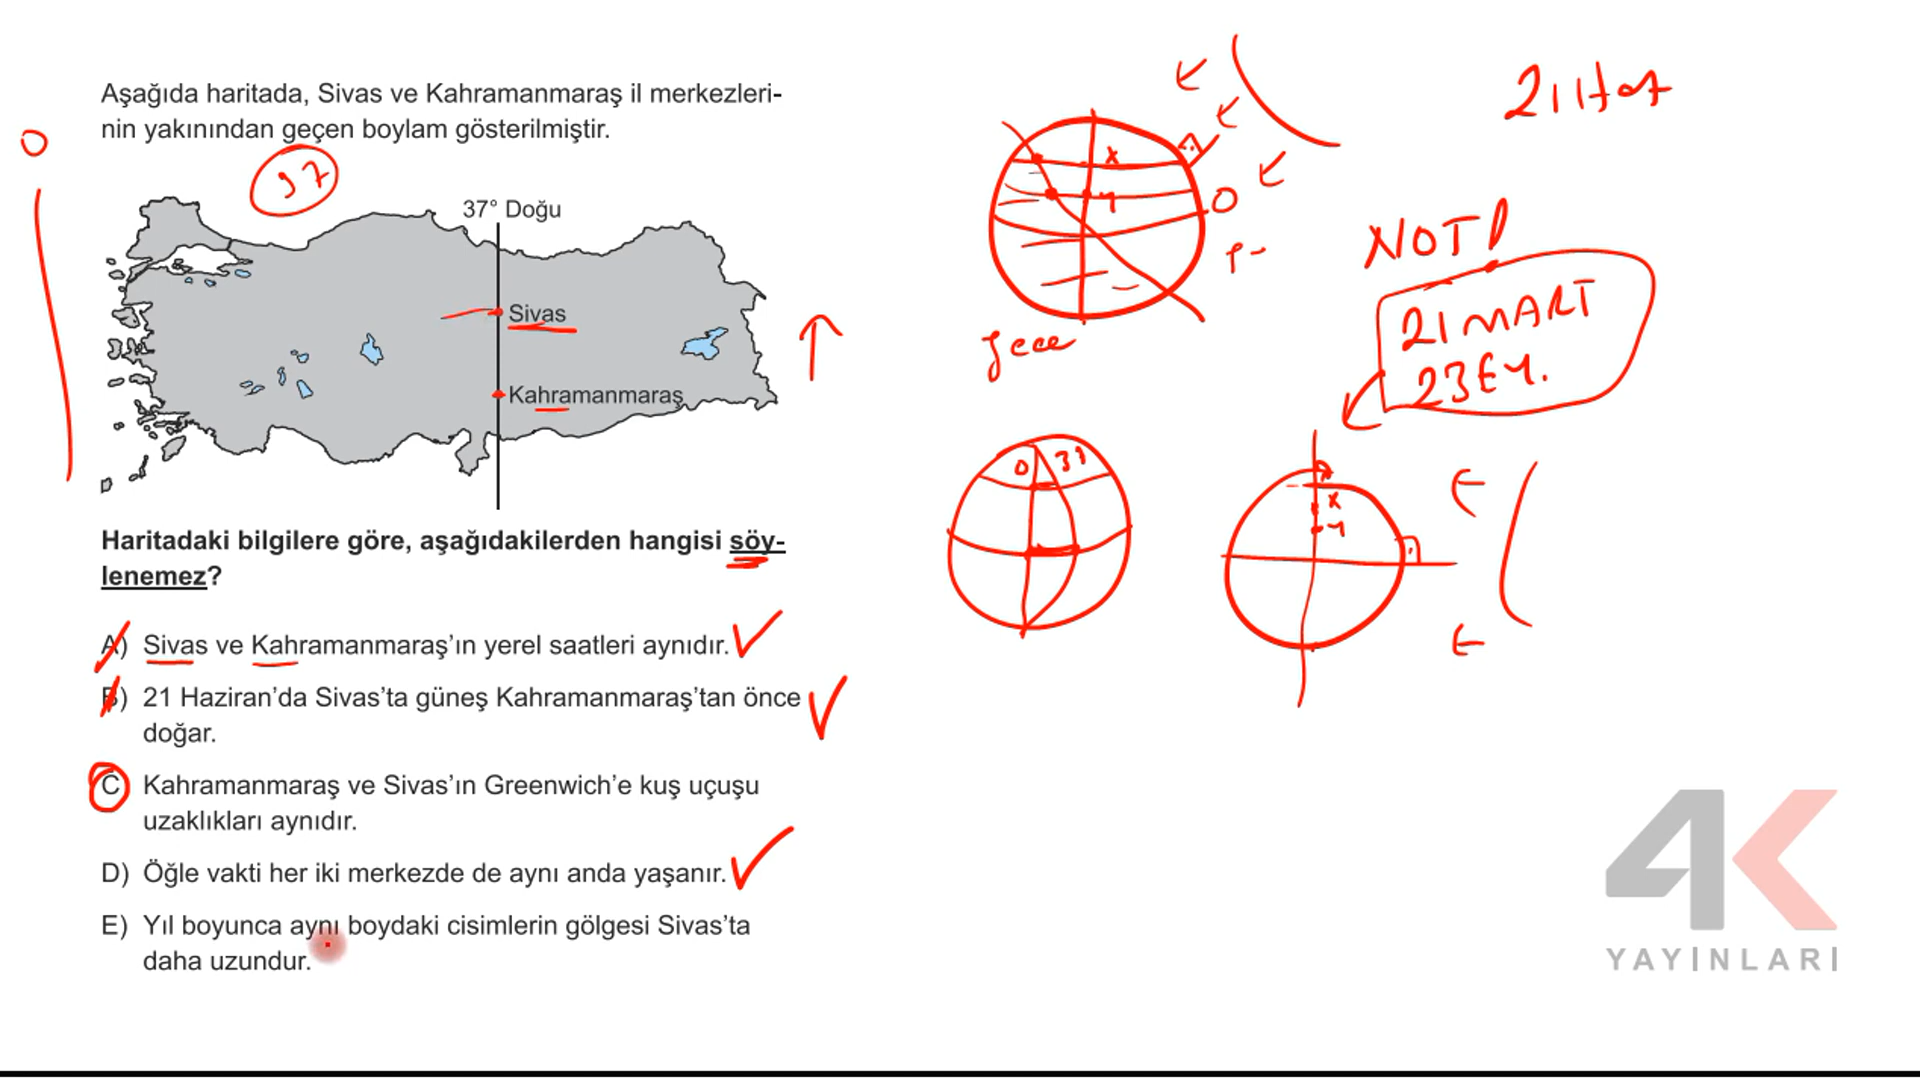 Aşağıda haritada, Sivas ve Kahramanmaraş il merkezleri-
nin yakınından geçen boylam gösterilmiştir.
0
37
37° Doğu
Sivas
Kahramanmaraş
Haritadaki bilgilere göre, aşağıdakilerden hangisi söy-
lenemez?
A) Sivas ve Kahramanmaraş’ın yerel saatleri aynıdır.
B) 21 Haziran’da Sivas’ta güneş Kahramanmaraş’tan önce
doğar.
C) Kahramanmaraş ve Sivas’ın Greenwich’e kuş uçuşu
uzaklıkları aynıdır.
D) Öğle vakti her iki merkezde de aynı anda yaşanır.
E) Yıl boyunca aynı boydaki cisimlerin gölgesi Sivas’ta
daha uzundur.
21 Haz
x
y
0
gece
NOT!
21 MART
23 EY.
0 37
x
y
4K
YAYINLARI